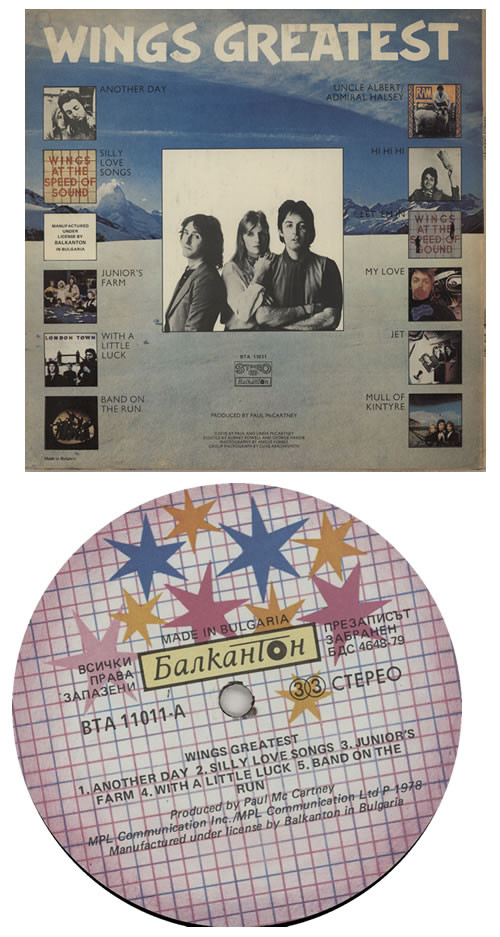 WINGS GREATEST
ANOTHER DAY
SILLY
LOVE
SONGS
WINGS
AT THE
SPEED OF
SOUND
MANUFACTURED
UNDER
LICENSE BY
BALKANTON
IN BULGARIA
JUNIOR'S
FARM
LONDON TOWN
WITH A
LITTLE
LUCK
BAND ON
THE RUN
UNCLE ALBERT/
ADMIRAL HALSEY
RAM
HI HI HI
LET 'EM IN
WINGS
AT THE
SPEED OF
SOUND
MY LOVE
JET
MULL OF
KINTYRE
BTA 11011
STEREO
Balkanton
PRODUCED BY PAUL McCARTNEY
Made in Bulgaria
MADE IN BULGARIA
Балкантон
ВСИЧКИ
ПРАВА
ЗАПАЗЕНИ
ПРЕЗАПИСЪТ
ЗАБРАНЕН
БДС 4648-79
33 СТЕРЕО
ВТА 11011-А
WINGS GREATEST
1. ANOTHER DAY 2. SILLY LOVE SONGS 3. JUNIOR'S
FARM 4. WITH A LITTLE LUCK 5. BAND ON THE
RUN
Produced by Paul Mc Cartney
MPL Communication Inc./MPL Communication Ltd P 1978
Manufactured under license by Balkanton in Bulgaria